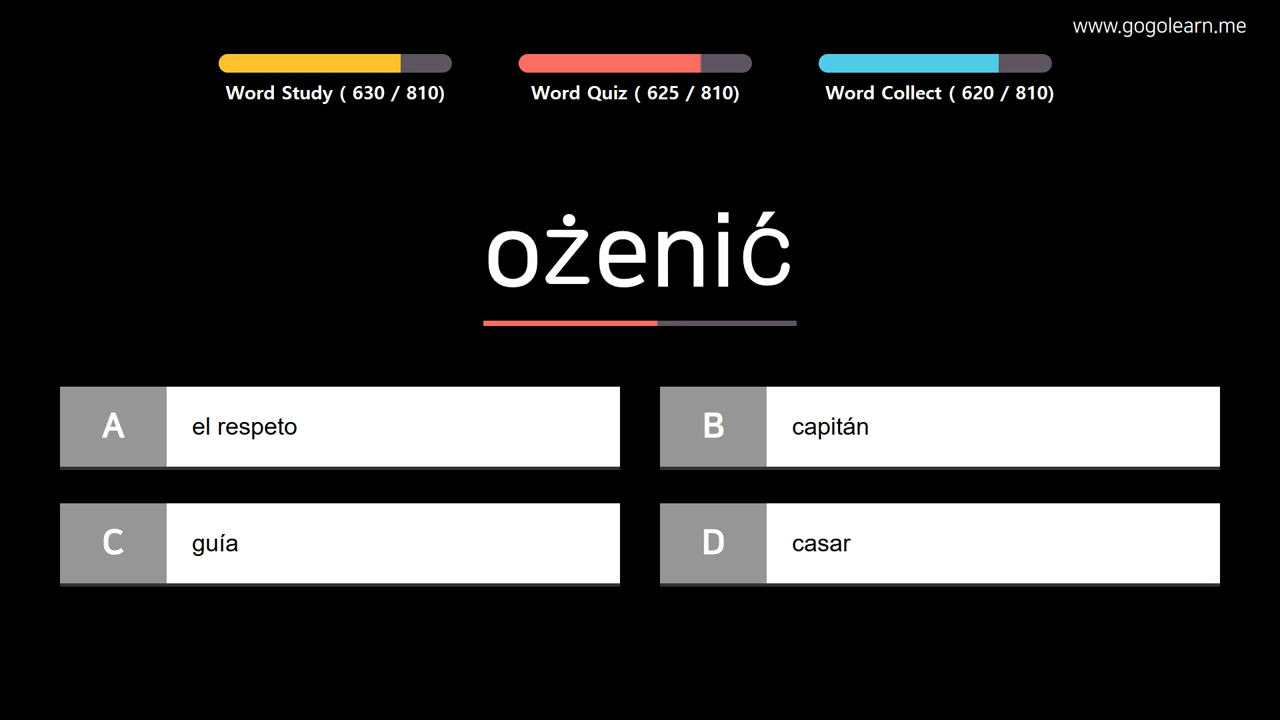 www.gogolearn.me
Word Study ( 630 / 810)
Word Quiz ( 625 / 810)
Word Collect ( 620 / 810)
ożenić
A
el respeto
B
capitán
C
guía
D
casar